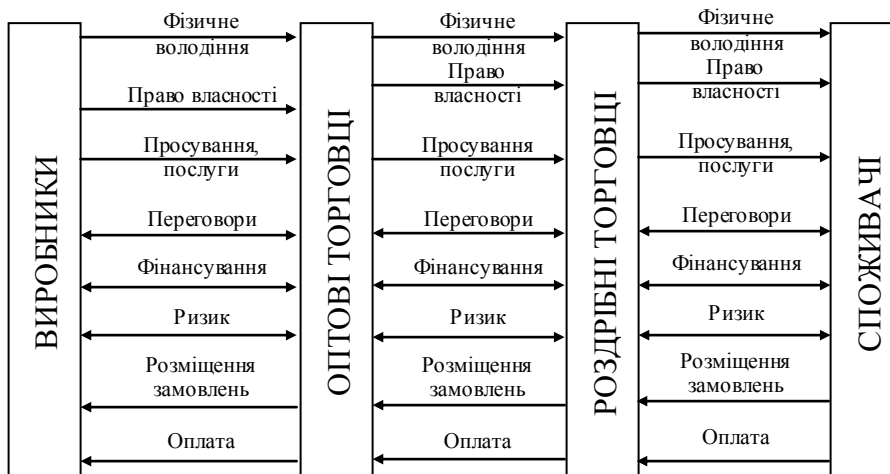 ВИРОБНИКИ
Фізичне
володіння
Право власності
Просування,
послуги
Переговори
Фінансування
Ризик
Розміщення
замовлень
Оплата
ОПТОВІ ТОРГОВЦІ
Фізичне
володіння
Право
власності
Просування
послуги
Переговори
Фінансування
Ризик
Розміщення
замовлень
Оплата
РОЗДРІБНІ ТОРГОВЦІ
Фізичне
володіння
Право
власності
Просування,
послуги
Переговори
Фінансування
Ризик
Розміщення
замовлень
Оплата
СПОЖИВАЧІ